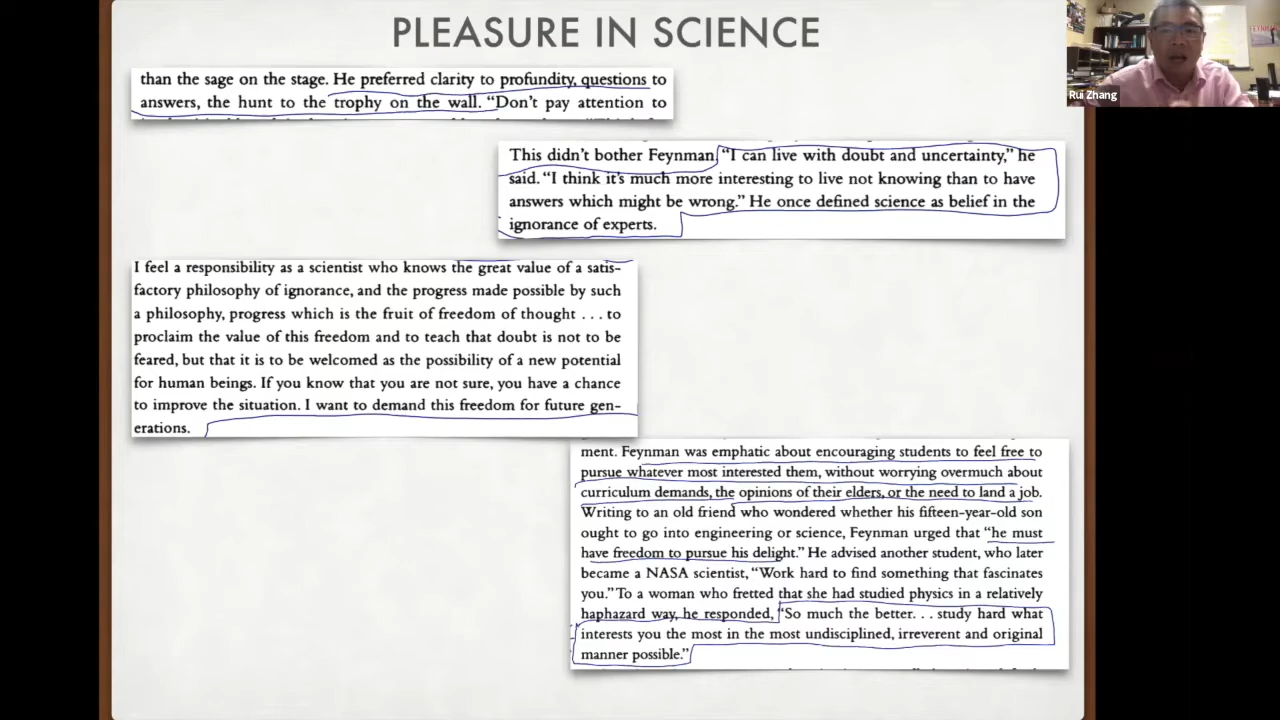 PLEASURE IN SCIENCE
Rui Zhang
than the sage on the stage. He preferred clarity to profundity, questions to
answers, the hunt to the trophy on the wall. “Don’t pay attention to
This didn’t bother Feynman. “I can live with doubt and uncertainty,” he
said. “I think it’s much more interesting to live not knowing than to have
answers which might be wrong.” He once defined science as belief in the
ignorance of experts.
I feel a responsibility as a scientist who knows the great value of a satis-
factory philosophy of ignorance, and the progress made possible by such
a philosophy, progress which is the fruit of freedom of thought . . . to
proclaim the value of this freedom and to teach that doubt is not to be
feared, but that it is to be welcomed as the possibility of a new potential
for human beings. If you know that you are not sure, you have a chance
to improve the situation. I want to demand this freedom for future gen-
erations.
ment. Feynman was emphatic about encouraging students to feel free to
pursue whatever most interested them, without worrying overmuch about
curriculum demands, the opinions of their elders, or the need to land a job.
Writing to an old friend who wondered whether his fifteen-year-old son
ought to go into engineering or science, Feynman urged that “he must
have freedom to pursue his delight.” He advised another student, who later
became a NASA scientist, “Work hard to find something that fascinates
you.” To a woman who fretted that she had studied physics in a relatively
haphazard way, he responded, “So much the better. . . study hard what
interests you the most in the most undisciplined, irreverent and original
manner possible.”